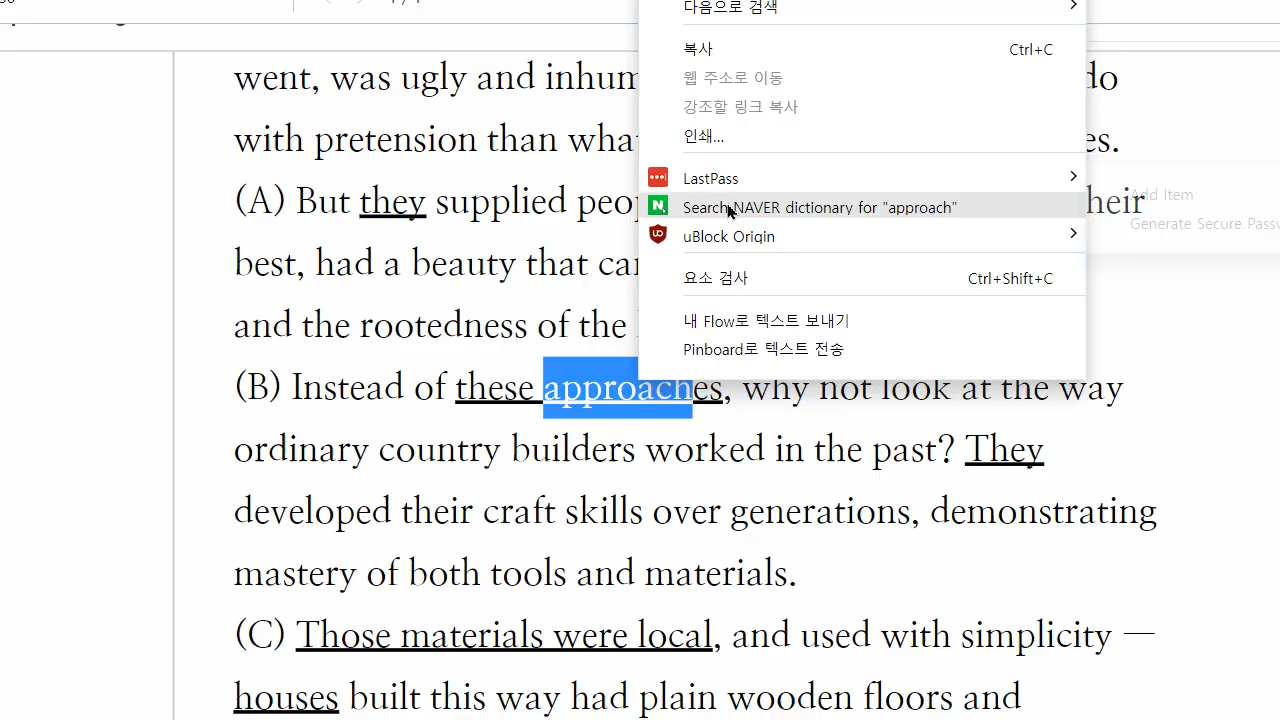 다음으로 검색
복사 Ctrl+C
웹 주소로 이동
강조할 링크 복사
인쇄...
LastPass
Search NAVER dictionary for "approach"
uBlock Origin
요소 검사 Ctrl+Shift+C
내 Flow로 텍스트 보내기
Pinboard로 텍스트 전송
Add Item
Generate Secure Passw
went, was ugly and inhum do
with pretension than what es.
(A) But they supplied peop heir
best, had a beauty that can
and the rootedness of the
(B) Instead of these approaches, why not look at the way
ordinary country builders worked in the past? They
developed their craft skills over generations, demonstrating
mastery of both tools and materials.
(C) Those materials were local, and used with simplicity —
houses built this way had plain wooden floors and